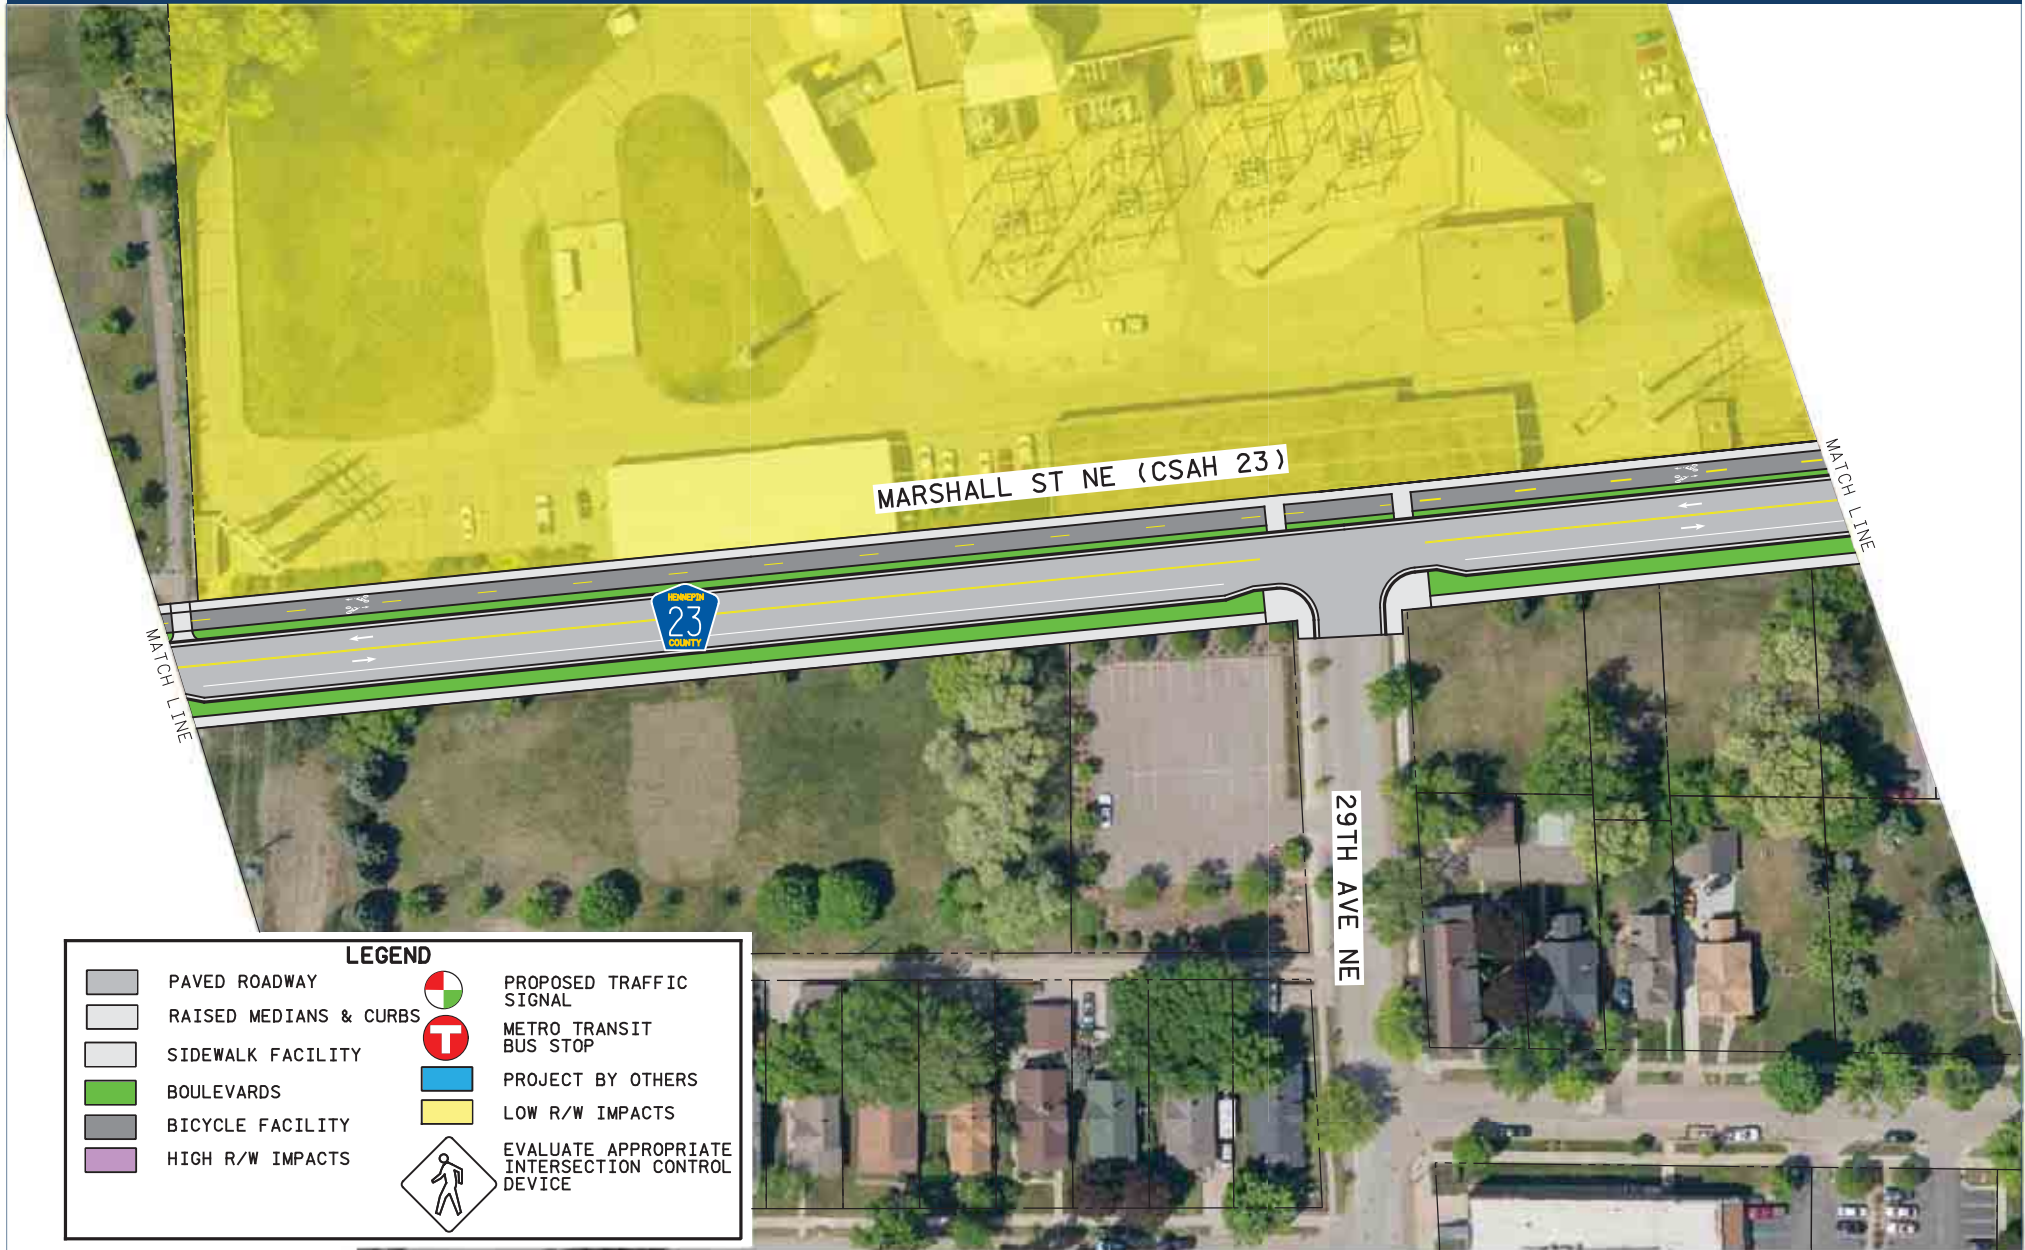 MARSHALL ST NE (CSAH 23)
MATCH LINE
HENNEPIN
23
COUNTY
MATCH LINE
29TH AVE NE
LEGEND
PAVED ROADWAY
RAISED MEDIANS & CURBS
SIDEWALK FACILITY
BOULEVARDS
BICYCLE FACILITY
HIGH R/W IMPACTS
PROPOSED TRAFFIC
SIGNAL
T
METRO TRANSIT
BUS STOP
PROJECT BY OTHERS
LOW R/W IMPACTS
EVALUATE APPROPRIATE
INTERSECTION CONTROL
DEVICE